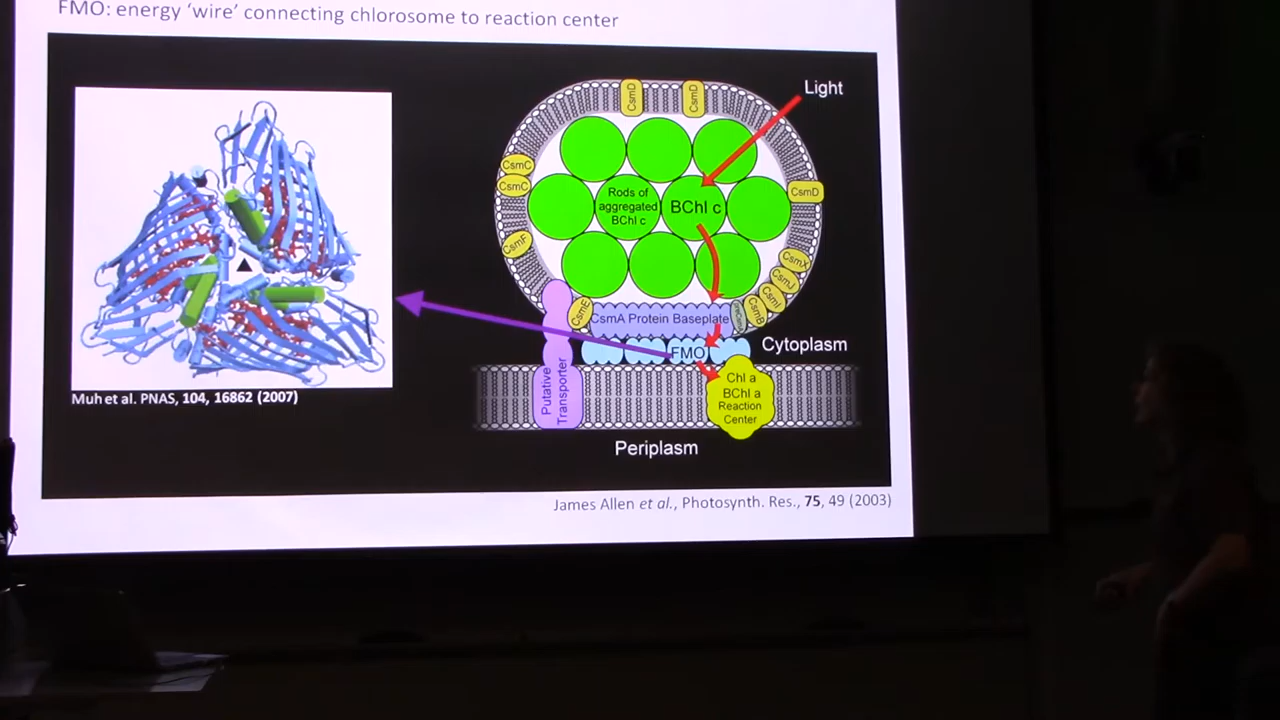 FMO: energy ‘wire’ connecting chlorosome to reaction center
CsmD
CsmD
Light
CsmC
CsmC
Rods of
aggregated
BChl c
BChl c
CsmD
CsmF
CsmX
CsmJ
CsmI
CsmB
CsmE
CsmA Protein Baseplate
FMO
Cytoplasm
Putative
Transporter
Chl a
BChl a
Reaction
Center
Periplasm
Muh et al. PNAS, 104, 16862 (2007)
James Allen et al., Photosynth. Res., 75, 49 (2003)